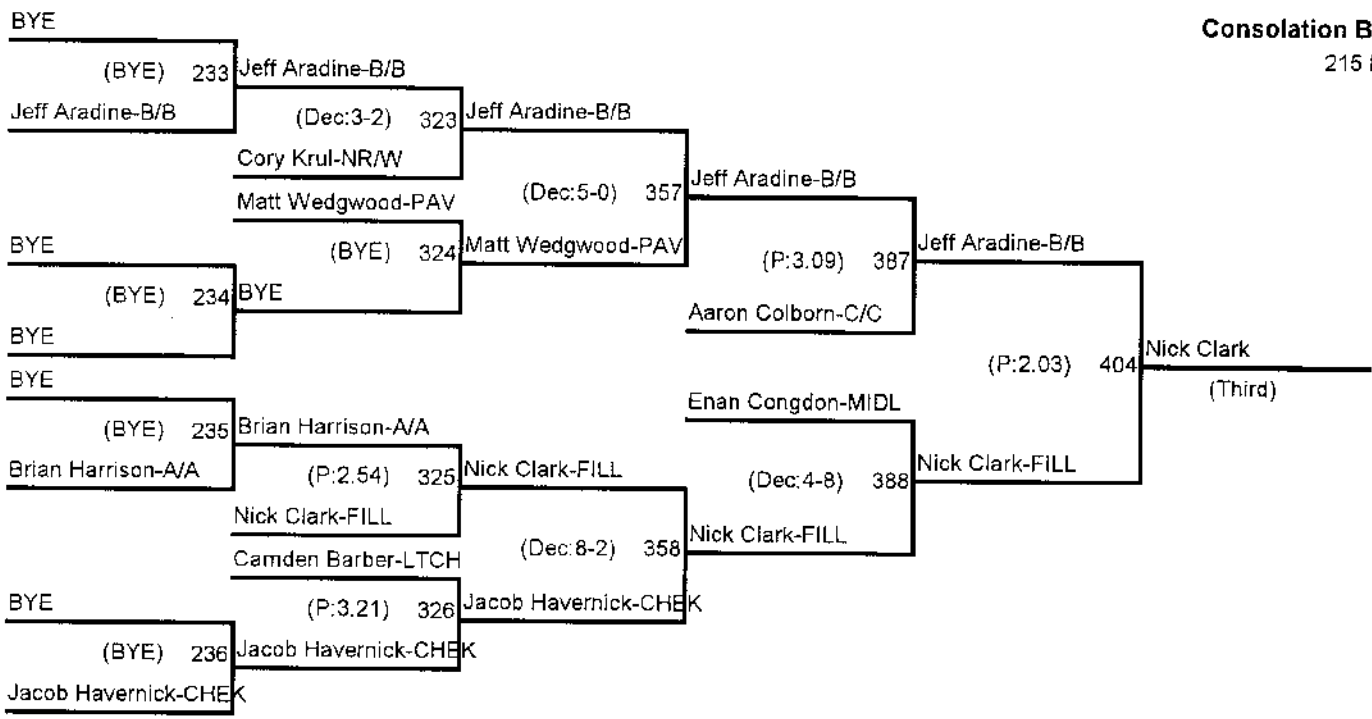 BYE
Consolation B
215
(BYE) 233 Jeff Aradine-B/B
Jeff Aradine-B/B
(Dec:3-2) 323 Jeff Aradine-B/B
Cory Krul-NR/W
(Dec:5-0) 357 Jeff Aradine-B/B
Matt Wedgwood-PAV
BYE
(BYE) 324 Matt Wedgwood-PAV
Jeff Aradine-B/B
(P:3.09) 387
(BYE) 234 BYE
Aaron Colborn-C/C
BYE
(P:2.03) 404 Nick Clark
(Third)
BYE
Enan Congdon-MIDL
(BYE) 235 Brian Harrison-A/A
Brian Harrison-A/A
(P:2.54) 325 Nick Clark-FILL
(Dec:4-8) 388 Nick Clark-FILL
Nick Clark-FILL
(Dec:8-2) 358 Nick Clark-FILL
Camden Barber-LTCH
BYE
(P:3.21) 326 Jacob Havernick-CHEK
(BYE) 236 Jacob Havernick-CHEK
Jacob Havernick-CHEK